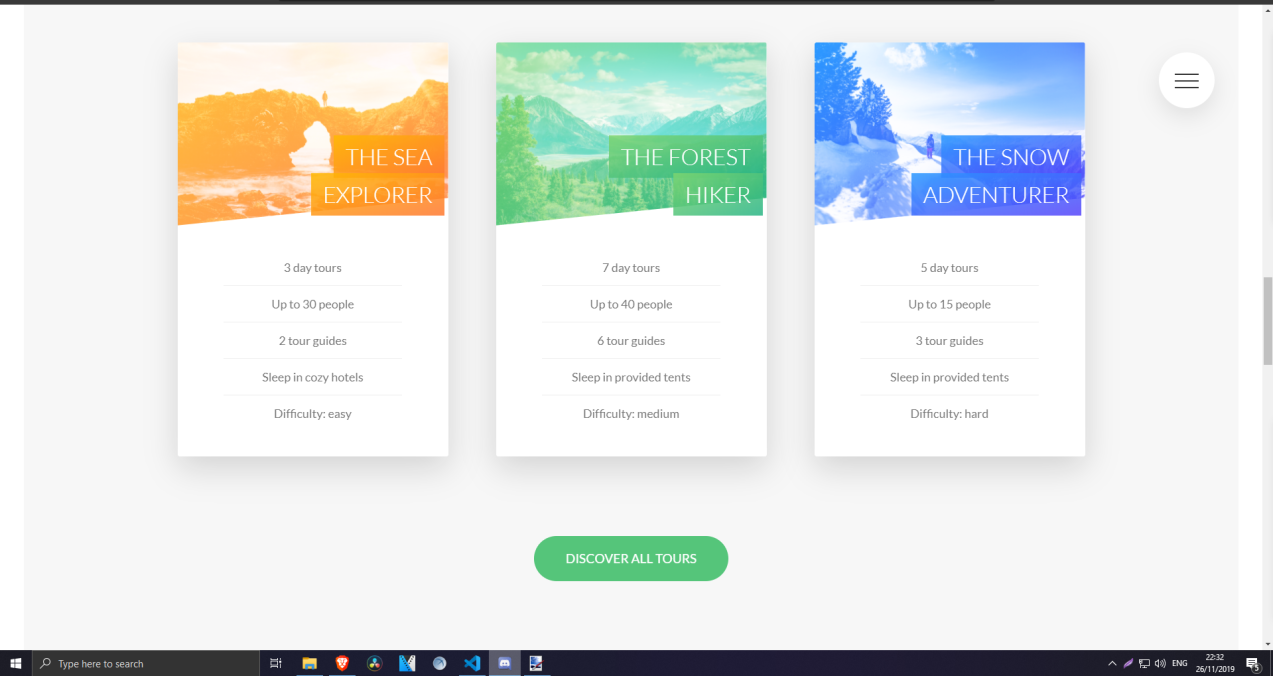 THE SEA
EXPLORER
3 day tours
Up to 30 people
2 tour guides
Sleep in cozy hotels
Difficulty: easy
THE FOREST
HIKER
7 day tours
Up to 40 people
6 tour guides
Sleep in provided tents
Difficulty: medium
THE SNOW
ADVENTURER
5 day tours
Up to 15 people
3 tour guides
Sleep in provided tents
Difficulty: hard
DISCOVER ALL TOURS
Type here to search
ENG
22:32
26/11/2019
5